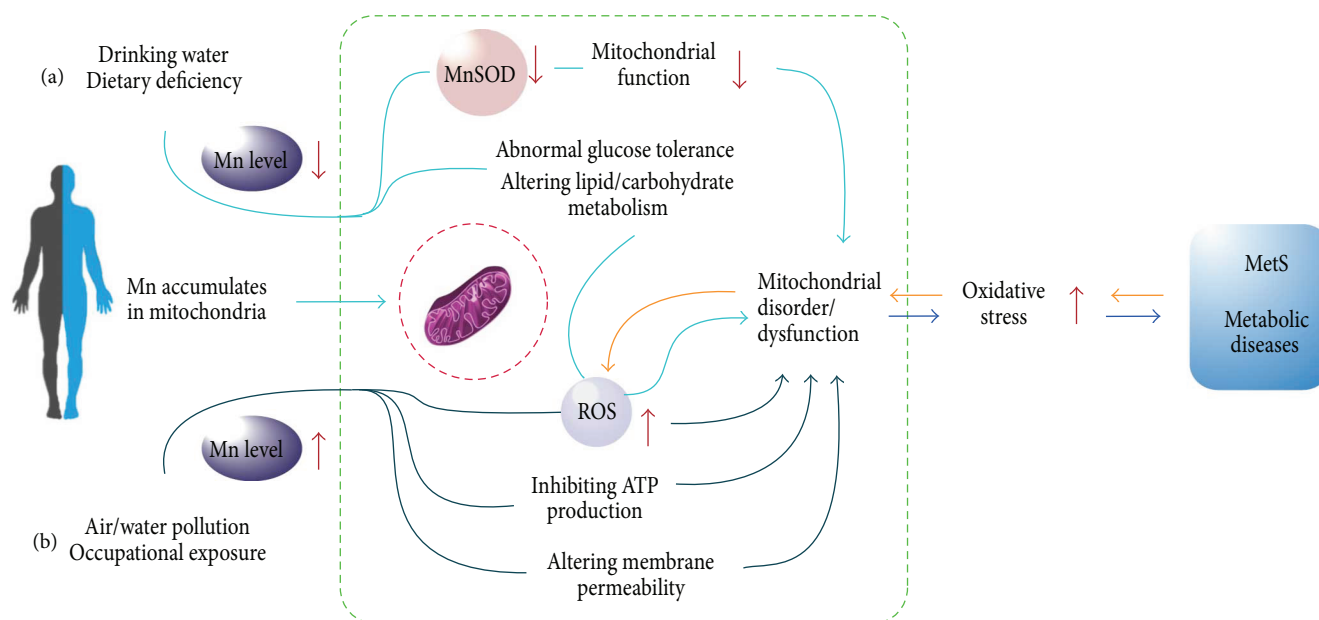 (a)
Drinking water
Dietary deficiency
Mn level
MnSOD
Mitochondrial
function
Abnormal glucose tolerance
Altering lipid/carbohydrate
metabolism
Mn accumulates
in mitochondria
Mitochondrial
disorder/
dysfunction
Oxidative
stress
MetS
Metabolic
diseases
ROS
Mn level
Inhibiting ATP
production
(b)
Air/water pollution
Occupational exposure
Altering membrane
permeability